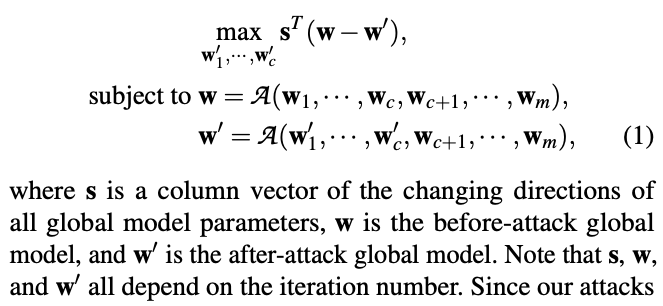 max s^T (w − w′),
w′_1,⋯,w′_c
subject to w = 𝒜(w_1, ⋯ , w_c, w_{c+1}, ⋯ , w_m),
w′ = 𝒜(w′_1, ⋯ , w′_c, w_{c+1}, ⋯ , w_m), (1)
where s is a column vector of the changing directions of
all global model parameters, w is the before-attack global
model, and w′ is the after-attack global model. Note that s, w,
and w′ all depend on the iteration number. Since our attacks